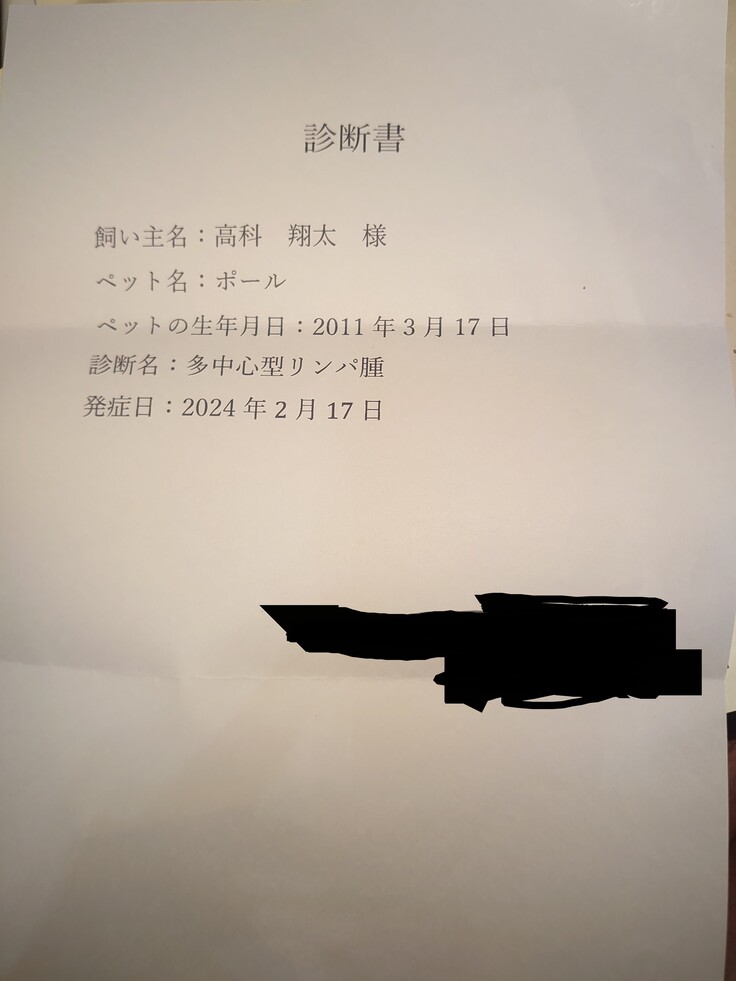 診断書
飼い主名：高科　翔太　様
ペット名：ポール
ペットの生年月日：2011 年 3 月 17 日
診断名：多中心型リンパ腫
発症日：2024 年 2 月 17 日